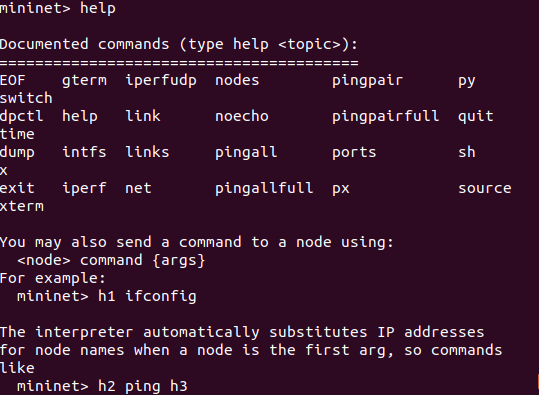 mininet> help
Documented commands (type help <topic>):
========================================
EOF    gterm  iperfudp  nodes        pingpair      py
switch
dpctl  help   link      noecho       pingpairfull  quit
time
dump   intfs  links     pingall      ports         sh
x
exit   iperf  net       pingallfull  px            source
xterm
You may also send a command to a node using:
  <node> command {args}
For example:
  mininet> h1 ifconfig
The interpreter automatically substitutes IP addresses
for node names when a node is the first arg, so commands
like
  mininet> h2 ping h3